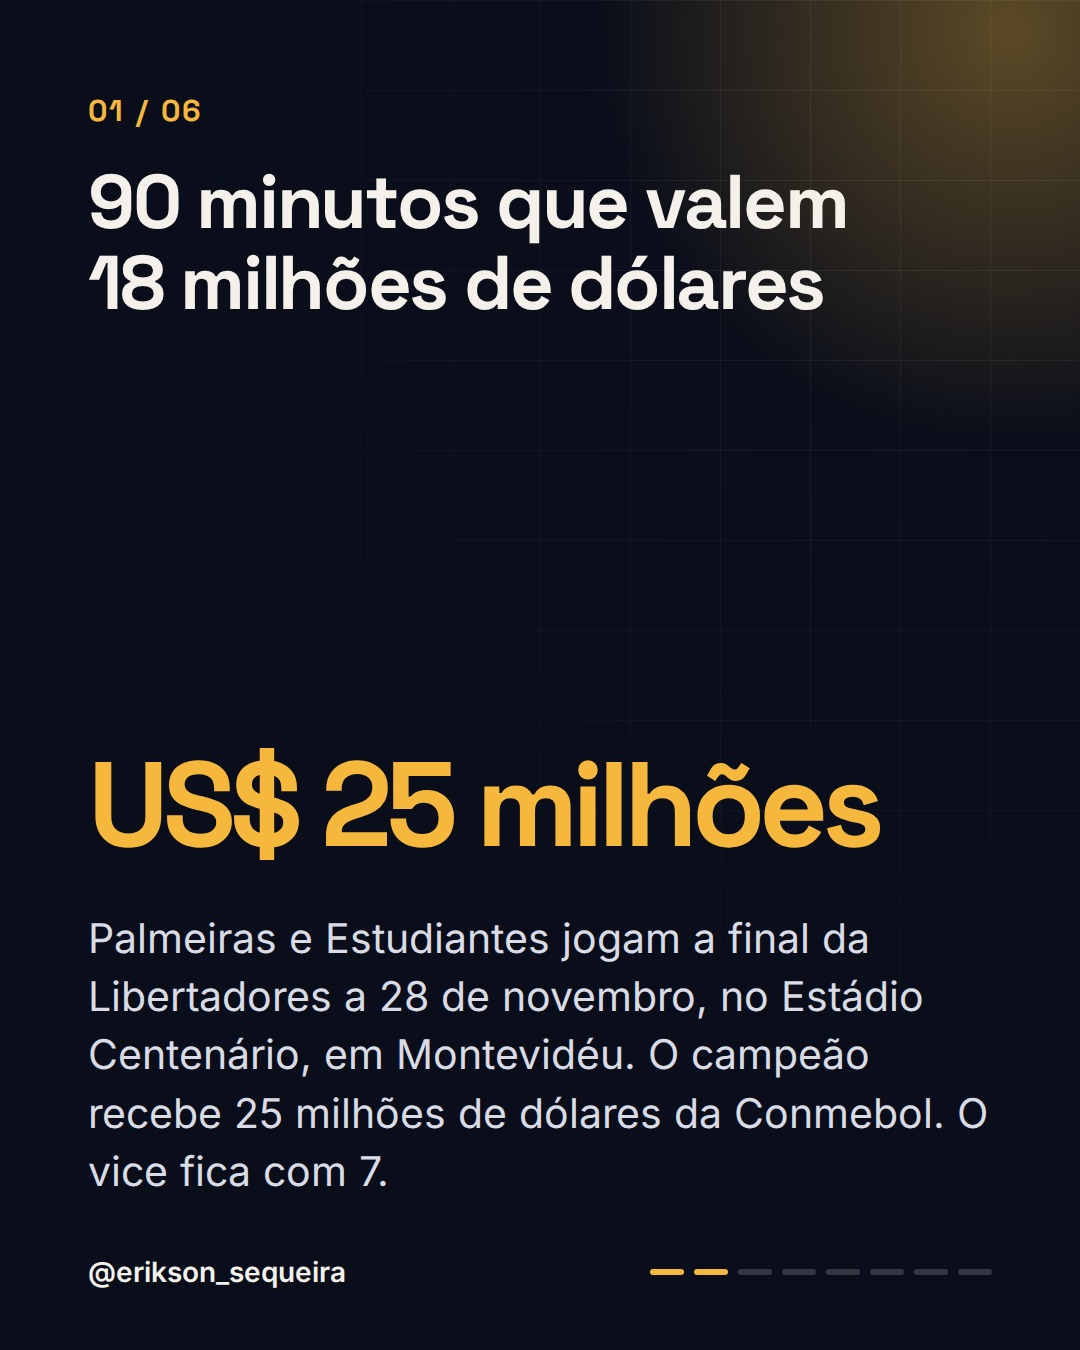 01 / 06
90 minutos que valem
18 milhões de dólares
US$ 25 milhões
Palmeiras e Estudiantes jogam a final da
Libertadores a 28 de novembro, no Estádio
Centenário, em Montevidéu. O campeão
recebe 25 milhões de dólares da Conmebol. O
vice fica com 7.
@erikson_sequeira